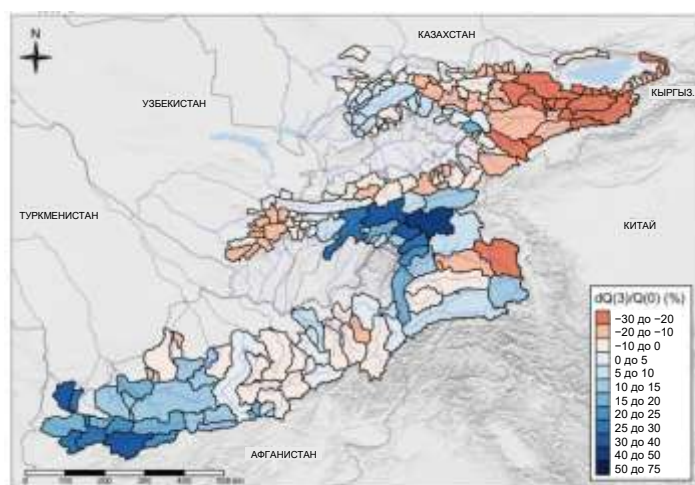 КАЗАХСТАН
N
КЫРГЫЗ.
УЗБЕКИСТАН
ТУРКМЕНИСТАН
КИТАЙ
dQ(3)/Q(0) (%)
−30 до −20
−20 до −10
−10 до 0
0 до 5
5 до 10
10 до 15
15 до 20
20 до 25
25 до 30
30 до 40
40 до 50
50 до 75
АФГАНИСТАН